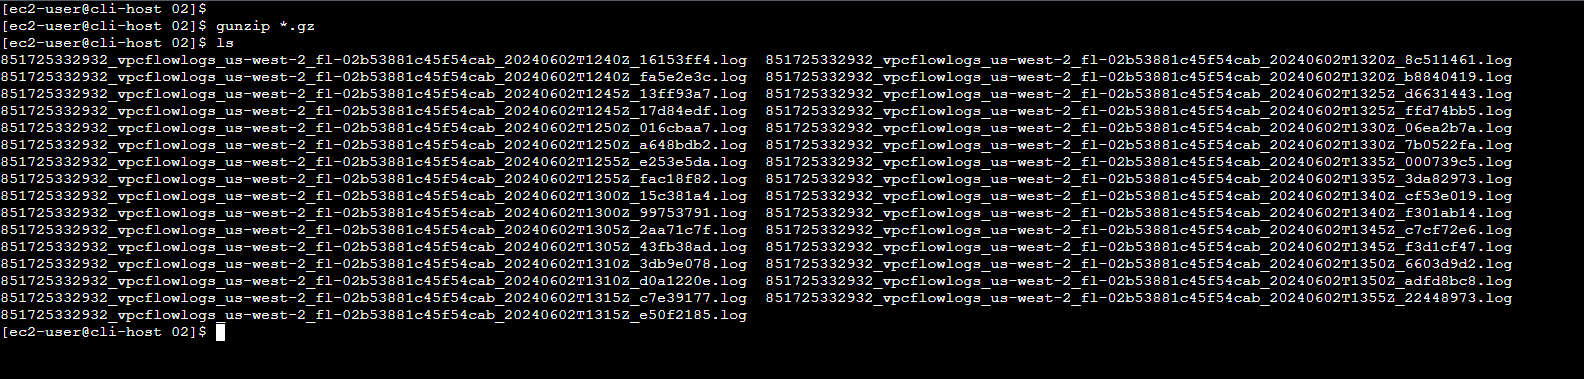 [ec2-user@cli-host 02]$
[ec2-user@cli-host 02]$ gunzip *.gz
[ec2-user@cli-host 02]$ ls
851725332932_vpcflowlogs_us-west-2_fl-02b53881c45f54cab_20240602T1240Z_16153ff4.log  851725332932_vpcflowlogs_us-west-2_fl-02b53881c45f54cab_20240602T1320Z_8c511461.log
851725332932_vpcflowlogs_us-west-2_fl-02b53881c45f54cab_20240602T1240Z_fa5e2e3c.log  851725332932_vpcflowlogs_us-west-2_fl-02b53881c45f54cab_20240602T1320Z_b8840419.log
851725332932_vpcflowlogs_us-west-2_fl-02b53881c45f54cab_20240602T1245Z_13ff93a7.log  851725332932_vpcflowlogs_us-west-2_fl-02b53881c45f54cab_20240602T1325Z_d6631443.log
851725332932_vpcflowlogs_us-west-2_fl-02b53881c45f54cab_20240602T1245Z_17d84edf.log  851725332932_vpcflowlogs_us-west-2_fl-02b53881c45f54cab_20240602T1325Z_ffd74bb5.log
851725332932_vpcflowlogs_us-west-2_fl-02b53881c45f54cab_20240602T1250Z_016cbaa7.log  851725332932_vpcflowlogs_us-west-2_fl-02b53881c45f54cab_20240602T1330Z_06ea2b7a.log
851725332932_vpcflowlogs_us-west-2_fl-02b53881c45f54cab_20240602T1250Z_a648bdb2.log  851725332932_vpcflowlogs_us-west-2_fl-02b53881c45f54cab_20240602T1330Z_7b0522fa.log
851725332932_vpcflowlogs_us-west-2_fl-02b53881c45f54cab_20240602T1255Z_e253e5da.log  851725332932_vpcflowlogs_us-west-2_fl-02b53881c45f54cab_20240602T1335Z_000739c5.log
851725332932_vpcflowlogs_us-west-2_fl-02b53881c45f54cab_20240602T1255Z_fac18f82.log  851725332932_vpcflowlogs_us-west-2_fl-02b53881c45f54cab_20240602T1335Z_3da82973.log
851725332932_vpcflowlogs_us-west-2_fl-02b53881c45f54cab_20240602T1300Z_15c381a4.log  851725332932_vpcflowlogs_us-west-2_fl-02b53881c45f54cab_20240602T1340Z_cf53e019.log
851725332932_vpcflowlogs_us-west-2_fl-02b53881c45f54cab_20240602T1300Z_99753791.log  851725332932_vpcflowlogs_us-west-2_fl-02b53881c45f54cab_20240602T1340Z_f301ab14.log
851725332932_vpcflowlogs_us-west-2_fl-02b53881c45f54cab_20240602T1305Z_2aa71c7f.log  851725332932_vpcflowlogs_us-west-2_fl-02b53881c45f54cab_20240602T1345Z_c7cf72e6.log
851725332932_vpcflowlogs_us-west-2_fl-02b53881c45f54cab_20240602T1305Z_43fb38ad.log  851725332932_vpcflowlogs_us-west-2_fl-02b53881c45f54cab_20240602T1345Z_f3d1cf47.log
851725332932_vpcflowlogs_us-west-2_fl-02b53881c45f54cab_20240602T1310Z_3db9e078.log  851725332932_vpcflowlogs_us-west-2_fl-02b53881c45f54cab_20240602T1350Z_6603d9d2.log
851725332932_vpcflowlogs_us-west-2_fl-02b53881c45f54cab_20240602T1310Z_d0a1220e.log  851725332932_vpcflowlogs_us-west-2_fl-02b53881c45f54cab_20240602T1350Z_adfd8bc8.log
851725332932_vpcflowlogs_us-west-2_fl-02b53881c45f54cab_20240602T1315Z_c7e39177.log  851725332932_vpcflowlogs_us-west-2_fl-02b53881c45f54cab_20240602T1355Z_22448973.log
851725332932_vpcflowlogs_us-west-2_fl-02b53881c45f54cab_20240602T1315Z_e50f2185.log
[ec2-user@cli-host 02]$